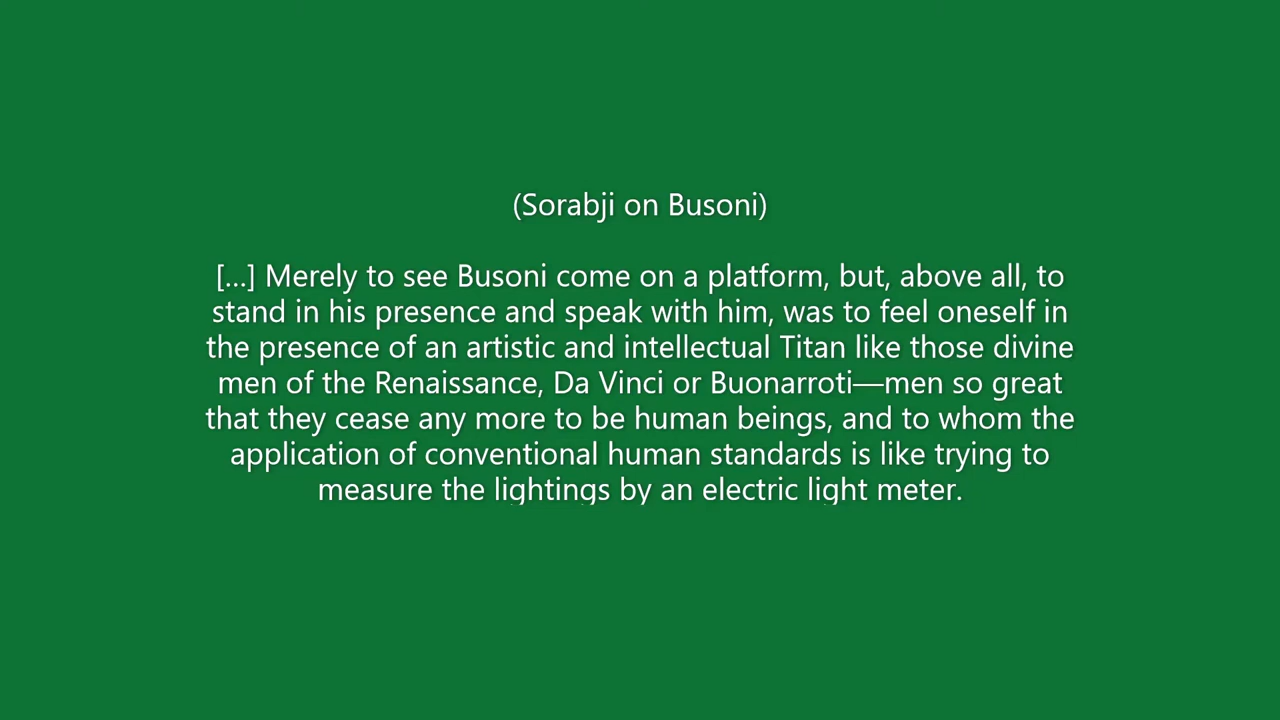 (Sorabji on Busoni)
[...] Merely to see Busoni come on a platform, but, above all, to
stand in his presence and speak with him, was to feel oneself in
the presence of an artistic and intellectual Titan like those divine
men of the Renaissance, Da Vinci or Buonarroti—men so great
that they cease any more to be human beings, and to whom the
application of conventional human standards is like trying to
measure the lightings by an electric light meter.